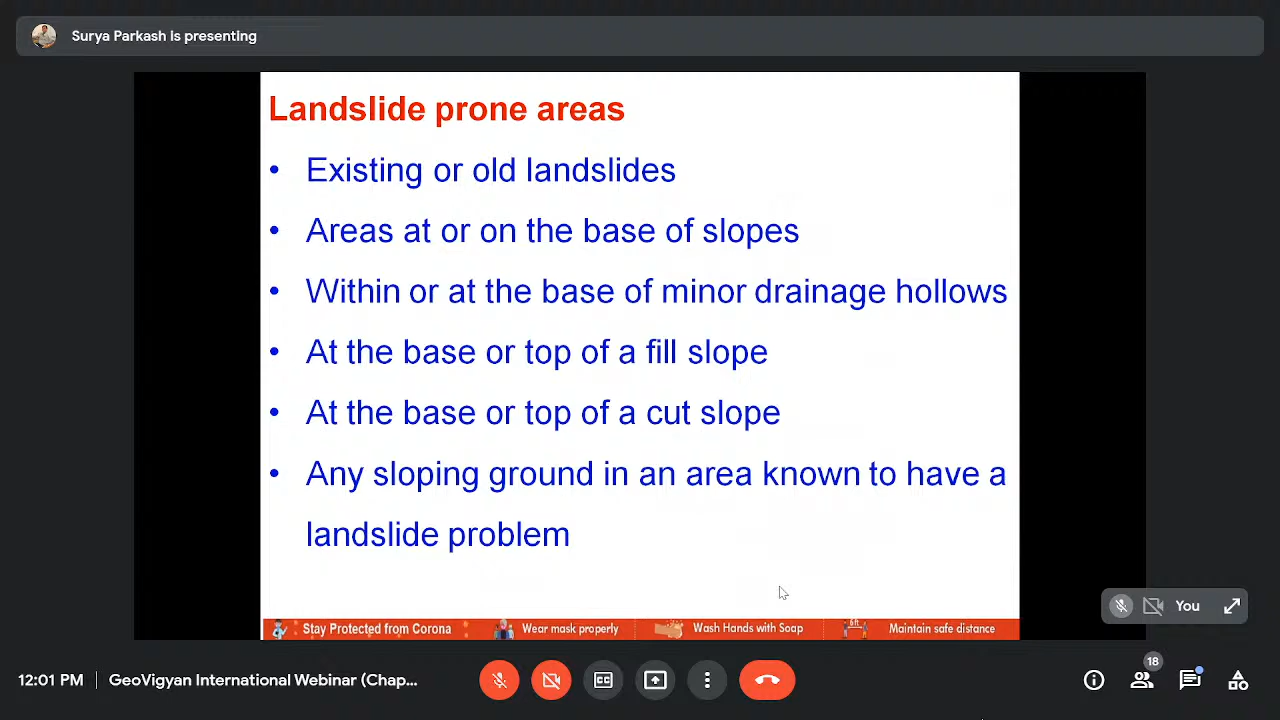 Surya Parkash is presenting
Landslide prone areas
• Existing or old landslides
• Areas at or on the base of slopes
• Within or at the base of minor drainage hollows
• At the base or top of a fill slope
• At the base or top of a cut slope
• Any sloping ground in an area known to have a
landslide problem
Stay Protected from Corona Wear mask properly Wash Hands with Soap 6ft Maintain safe distance
You
18
12:01 PM GeoVigyan International Webinar (Chap...